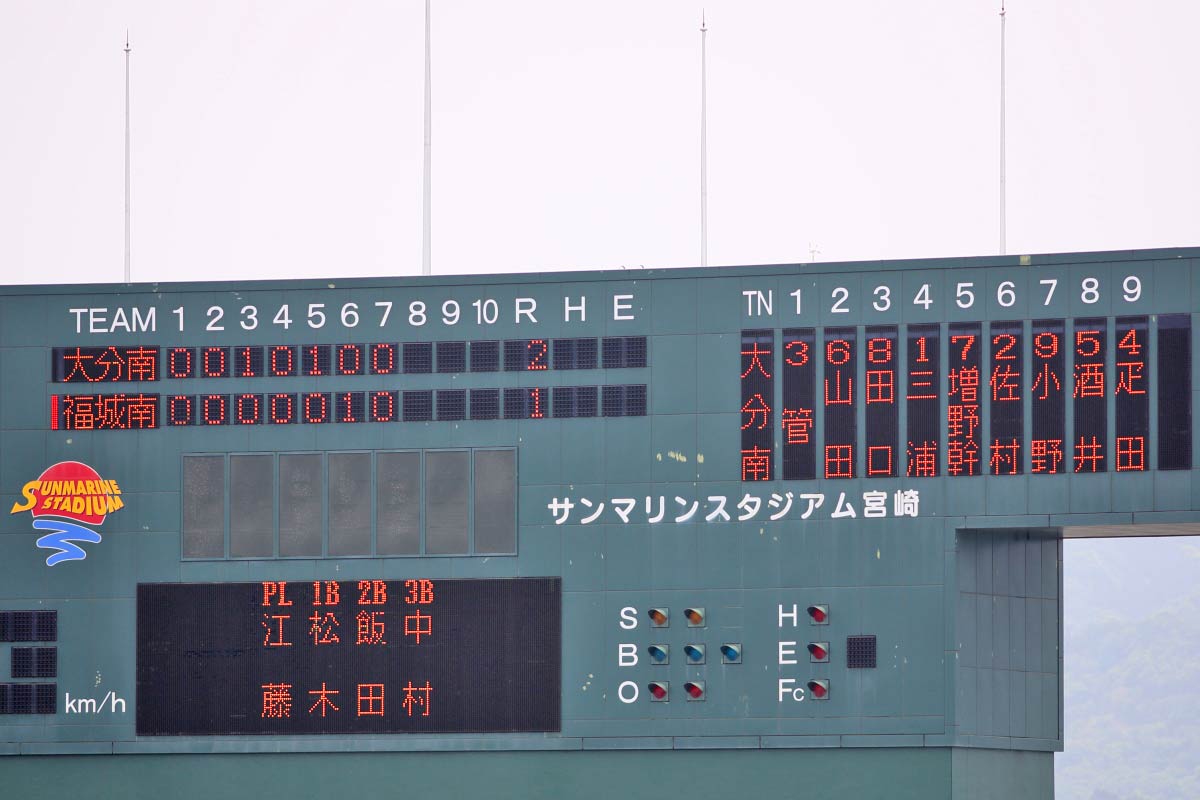 TEAM 1 2 3 4 5 6 7 8 9 10 R H E
大分南 0 0 1 0 1 0 0 2
福城南 0 0 0 0 0 1 0 1
TN 1 2 3 4 5 6 7 8 9
大分南
3 菅
6 山田
8 田口
1 三浦
7 増野幹
2 佐村
9 小野
5 酒井
4 疋田
SUNMARINE
STADIUM
サンマリンスタジアム宮崎
PL 1B 2B 3B
江藤
松木
飯田
中村
S
B
O
H
E
Fc
km/h